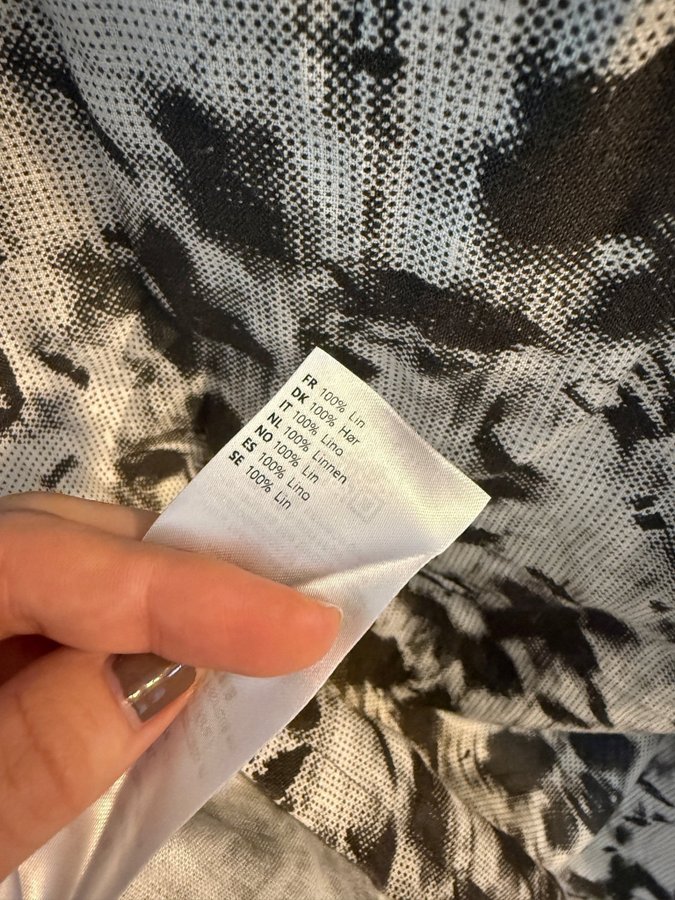 FR 100% Lin
DK 100% Hør
IT 100% Lino
NL 100% Linnen
NO 100% Lin
ES 100% Lino
SE 100% Lin